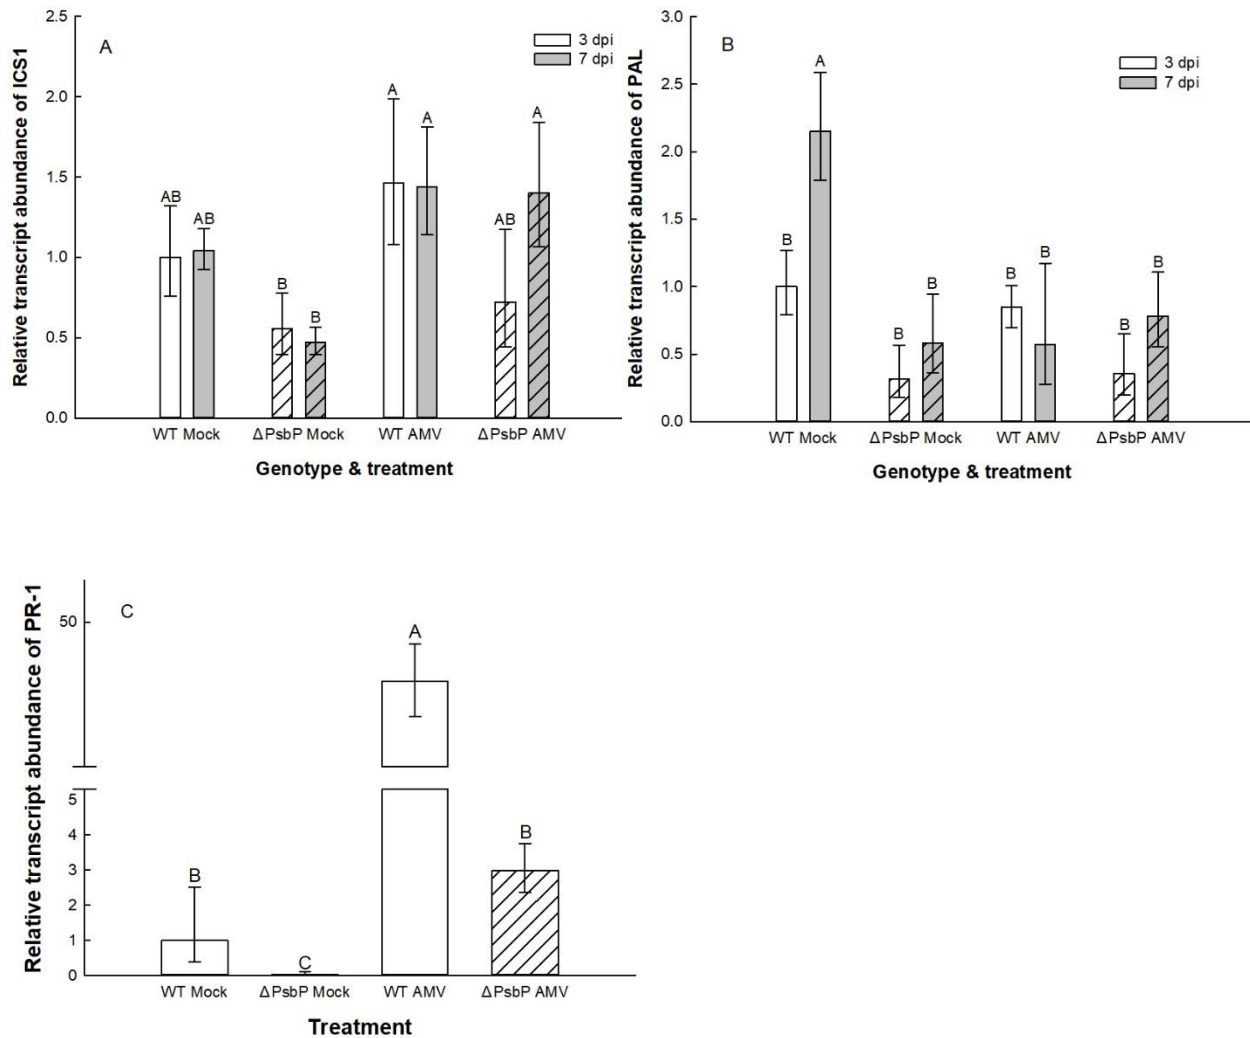 Relative transcript abundance of ICS1
2.5
2.0
1.5
1.0
0.5
0.0
A
3 dpi
7 dpi
AB
AB
B
B
A
A
AB
A
WT Mock
ΔPsbP Mock
WT AMV
ΔPsbP AMV
Genotype & treatment
Relative transcript abundance of PAL
3.0
2.5
2.0
1.5
1.0
0.5
0.0
B
3 dpi
7 dpi
B
A
B
B
B
B
B
B
WT Mock
ΔPsbP Mock
WT AMV
ΔPsbP AMV
Genotype & treatment
Relative transcript abundance of PR-1
50
5
4
3
2
1
0
C
B
C
A
B
WT Mock
ΔPsbP Mock
WT AMV
ΔPsbP AMV
Treatment